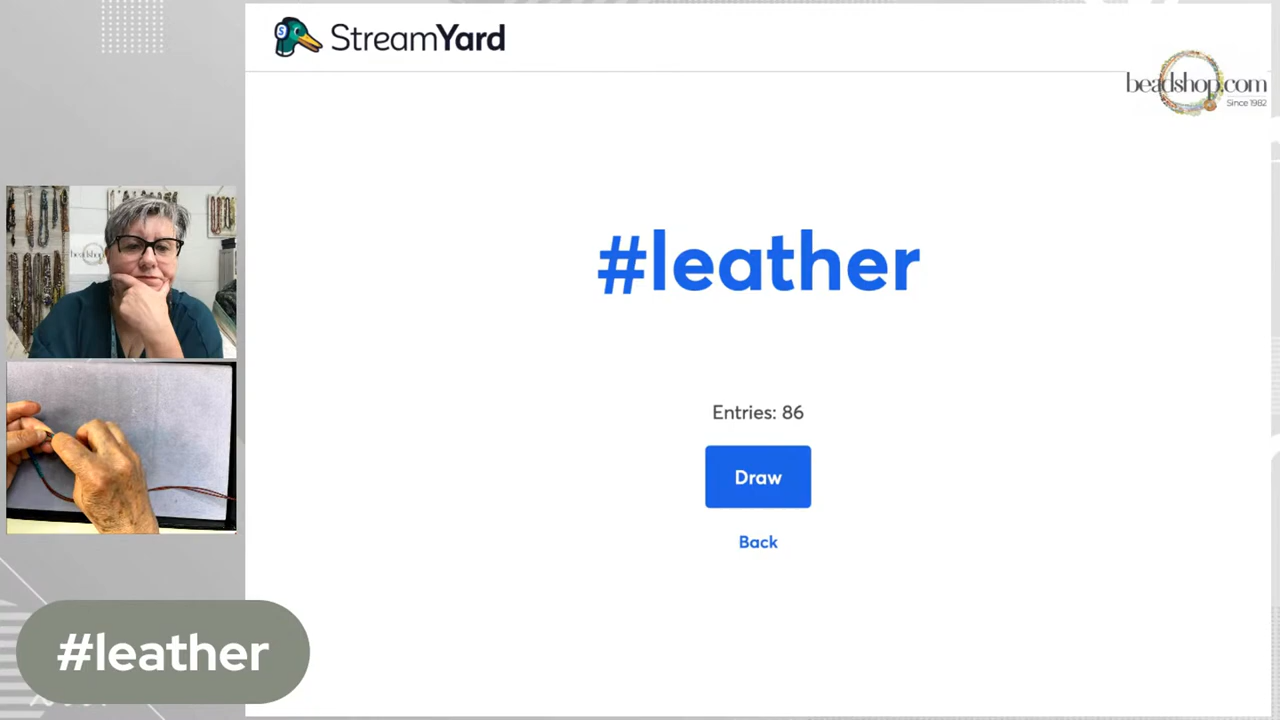 StreamYard
beadshop.com
Since 1982
#leather
Entries: 86
Draw
Back
#leather